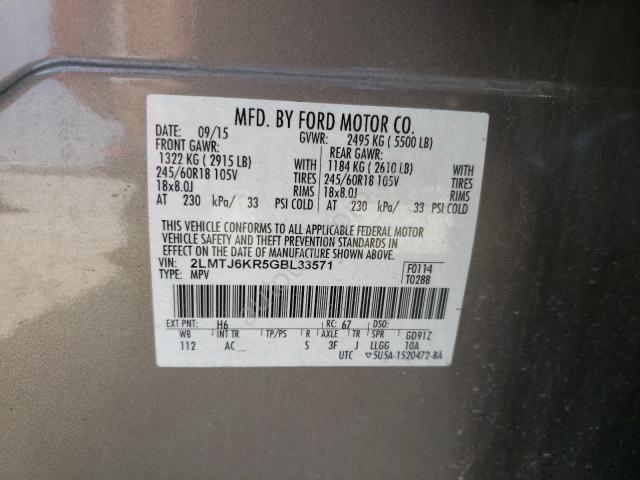 MFD. BY FORD MOTOR CO.
DATE: 09/15 GVWR: 2495 KG ( 5500 LB)
FRONT GAWR: REAR GAWR:
1322 KG ( 2915 LB) WITH 1184 KG ( 2610 LB) WITH
245/60R18 105V TIRES 245/60R18 105V TIRES
18x8.0J RIMS 18x8.0J RIMS
AT 230 kPa/ 33 PSI COLD AT 230 kPa/ 33 PSI COLD
THIS VEHICLE CONFORMS TO ALL APPLICABLE FEDERAL MOTOR
VEHICLE SAFETY AND THEFT PREVENTION STANDARDS IN
EFFECT ON THE DATE OF MANUFACTURE SHOWN ABOVE.
VIN: 2LMTJ6KR5GBL33571 F0114
TYPE: MPV T0288
EXT PNT: H6 RC: 67 DSO: GD91Z
WB INT TR TP/PS R AXLE TR SPR
112 AC S 3F J LLGG 10A
UTC ▽5U5A-1520472-BA